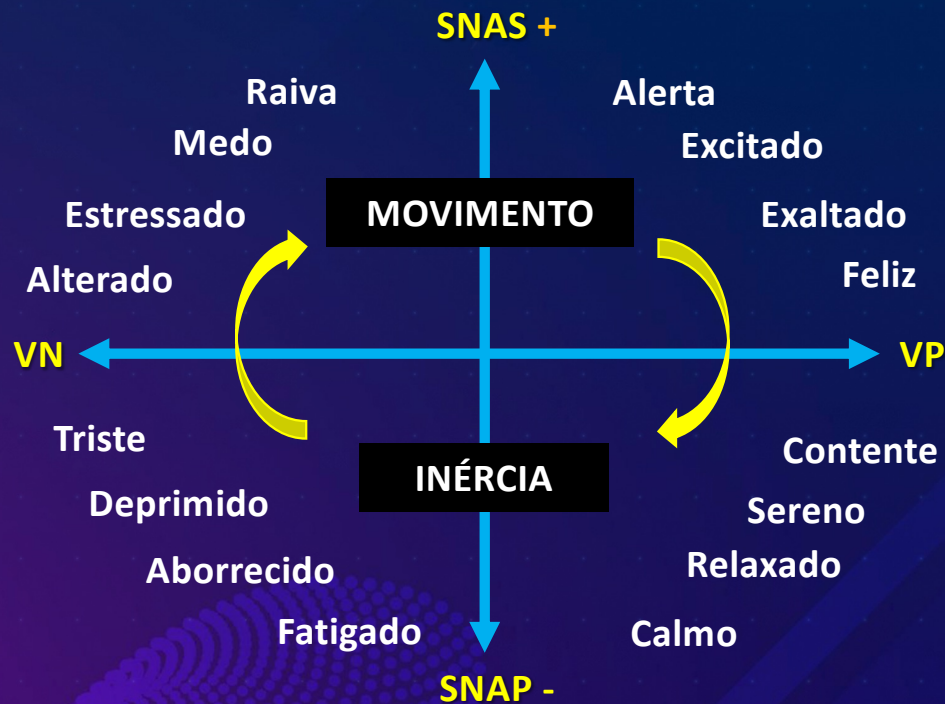 SNAS +
Raiva
Alerta
Medo
Excitado
Estressado
MOVIMENTO
Exaltado
Alterado
Feliz
VN
VP
Triste
Contente
INÉRCIA
Deprimido
Sereno
Aborrecido
Relaxado
Fatigado
Calmo
SNAP -